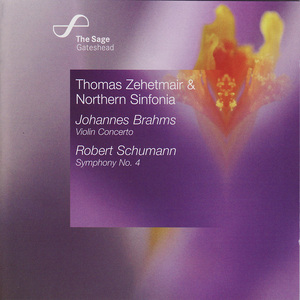 The Sage
Gateshead
Thomas Zehetmair &
Northern Sinfonia
Johannes Brahms
Violin Concerto
Robert Schumann
Symphony No. 4